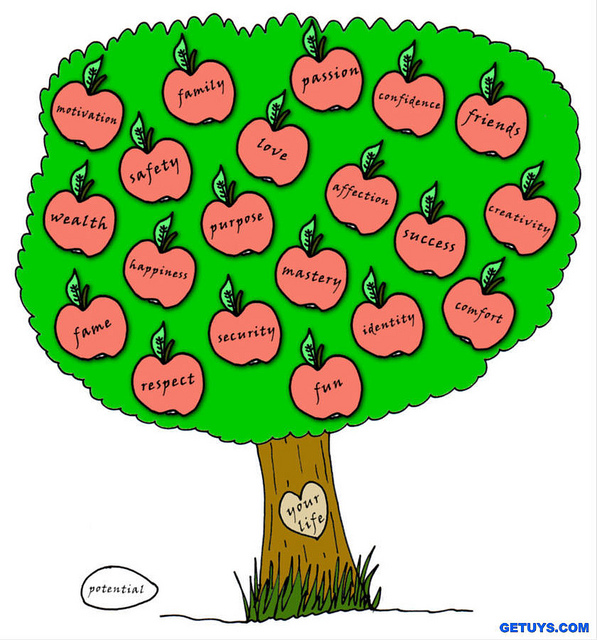 passion
family
confidence
motivation
friends
love
safety
affection
wealth
purpose
creativity
success
happiness
mastery
comfort
fame
security
identity
respect
fun
your
life
potential
GETUYS.COM